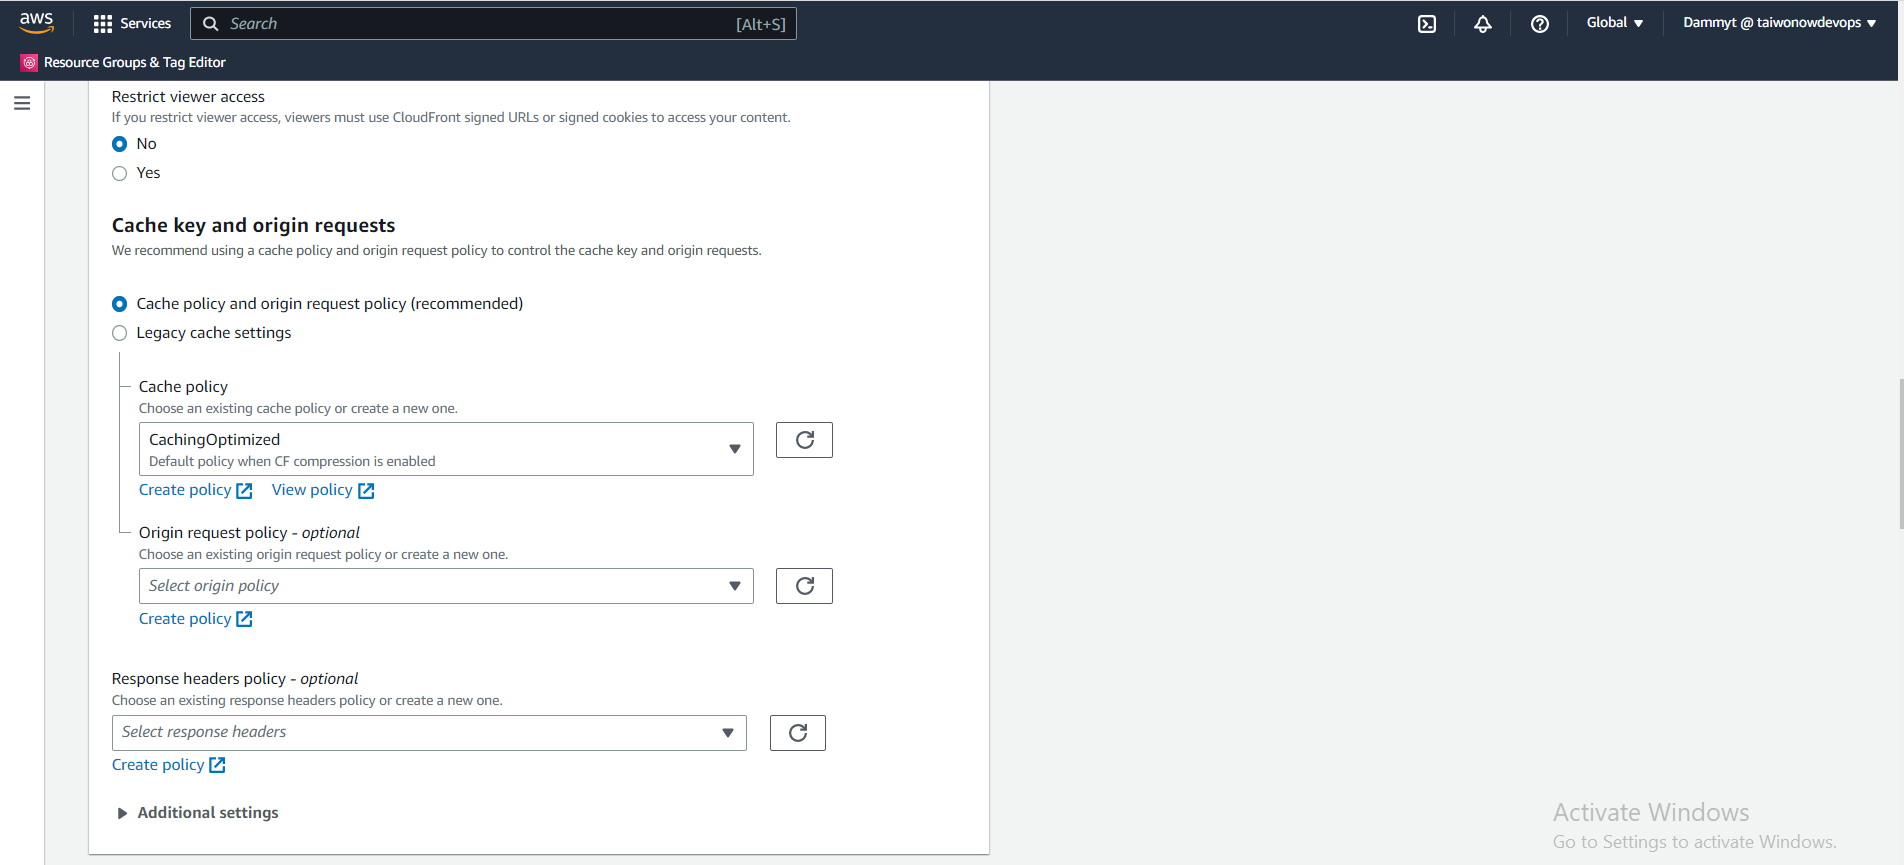 aws
Services
Search
[Alt+S]
Global
Dammyt @ taiwonowdevops
Resource Groups & Tag Editor
Restrict viewer access
If you restrict viewer access, viewers must use CloudFront signed URLs or signed cookies to access your content.
No
Yes
Cache key and origin requests
We recommend using a cache policy and origin request policy to control the cache key and origin requests.
Cache policy and origin request policy (recommended)
Legacy cache settings
Cache policy
Choose an existing cache policy or create a new one.
CachingOptimized
Default policy when CF compression is enabled
Create policy View policy
Origin request policy - optional
Choose an existing origin request policy or create a new one.
Select origin policy
Create policy
Response headers policy - optional
Choose an existing response headers policy or create a new one.
Select response headers
Create policy
Additional settings
Activate Windows
Go to Settings to activate Windows.